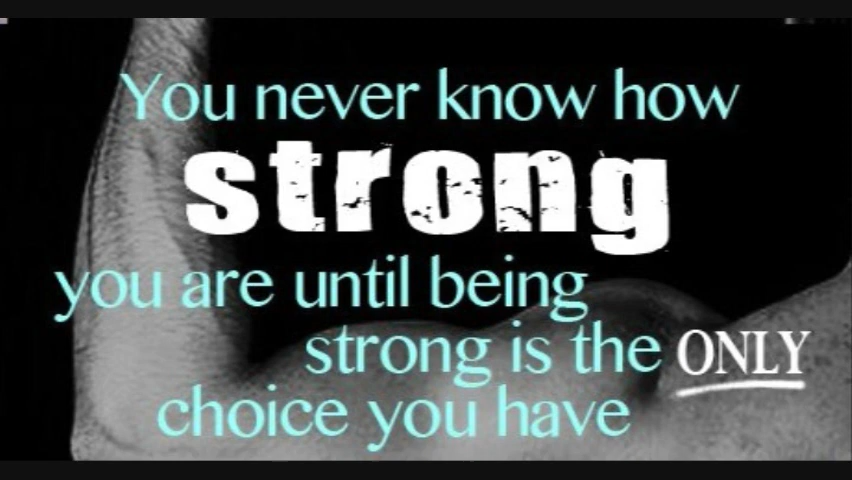 You never know how
strong
you are until being
strong is the ONLY
choice you have